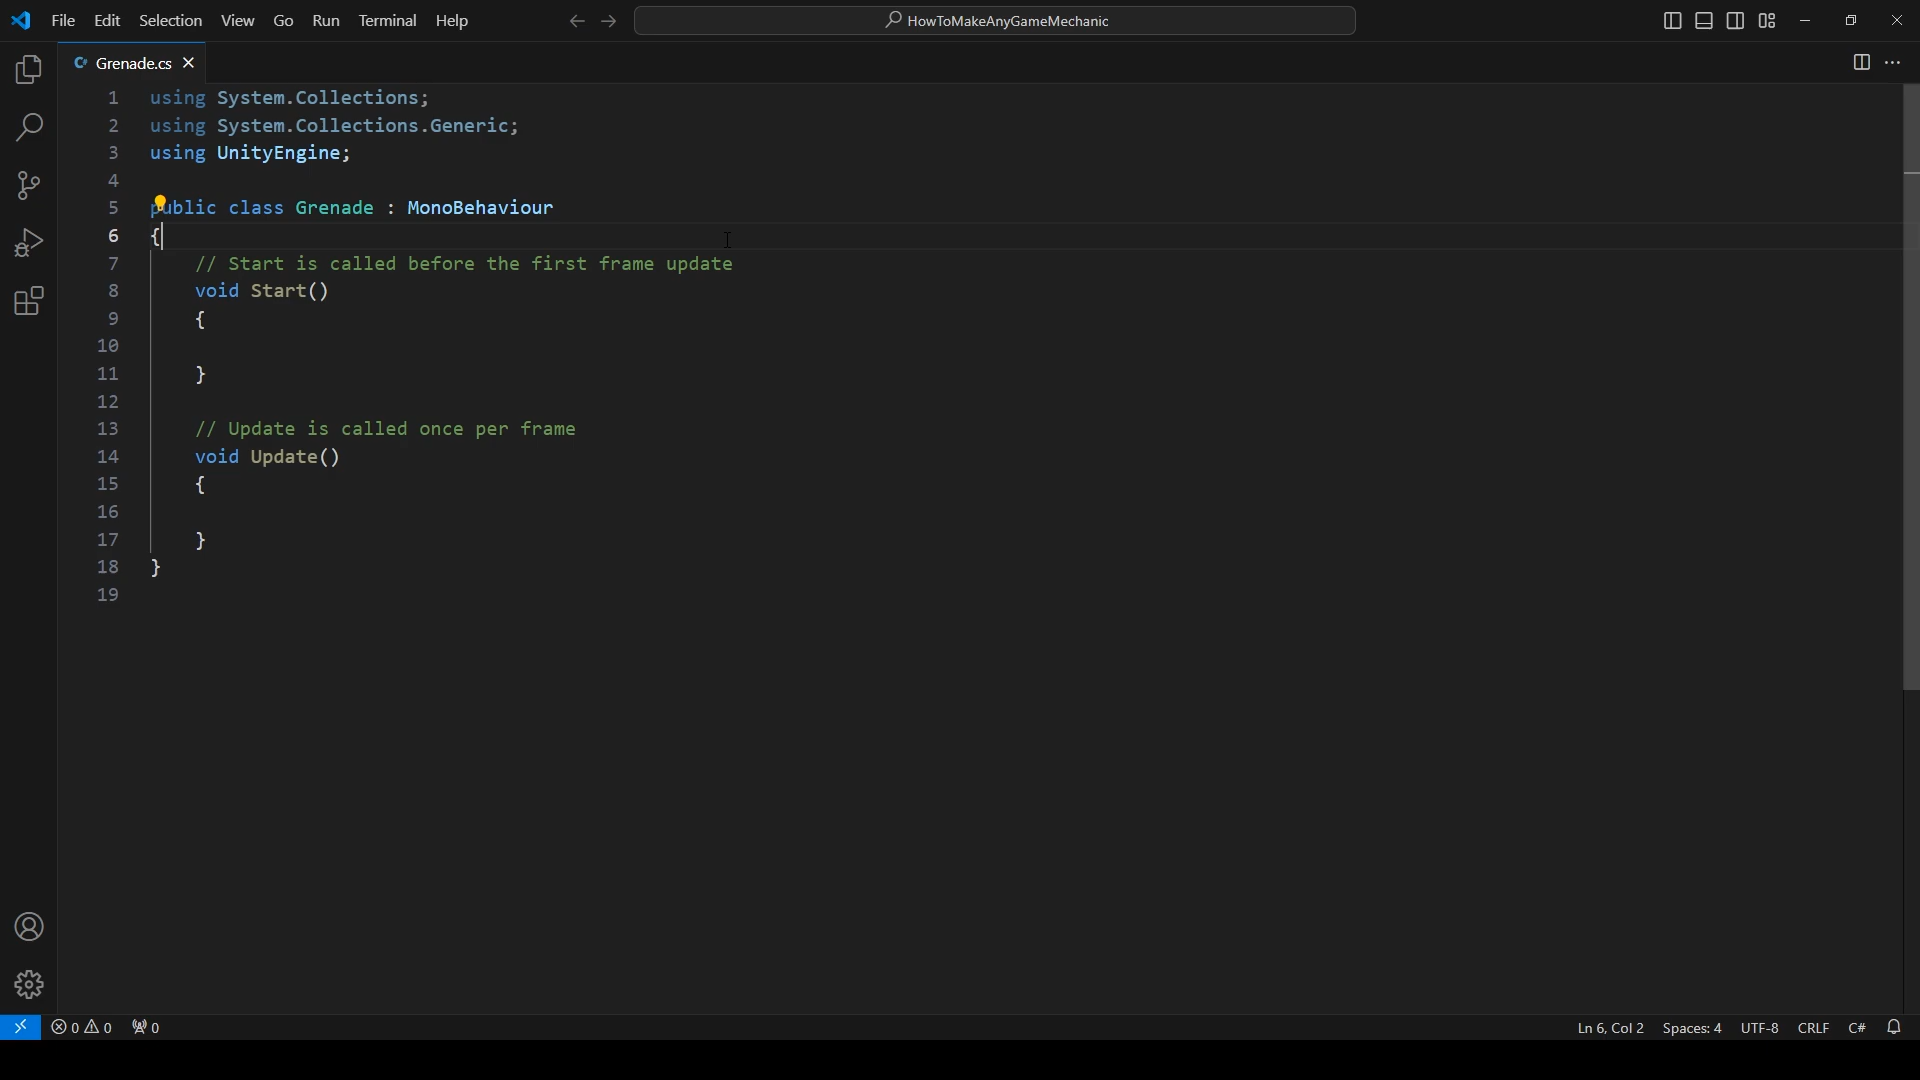 File Edit Selection View Go Run Terminal Help
HowToMakeAnyGameMechanic
C# Grenade.cs
1 using System.Collections;
2 using System.Collections.Generic;
3 using UnityEngine;
4
5 public class Grenade : MonoBehaviour
6 {
7 // Start is called before the first frame update
8 void Start()
9 {
10
11 }
12
13 // Update is called once per frame
14 void Update()
15 {
16
17 }
18 }
19
0 0 0 Ln 6, Col 2 Spaces: 4 UTF-8 CRLF C#